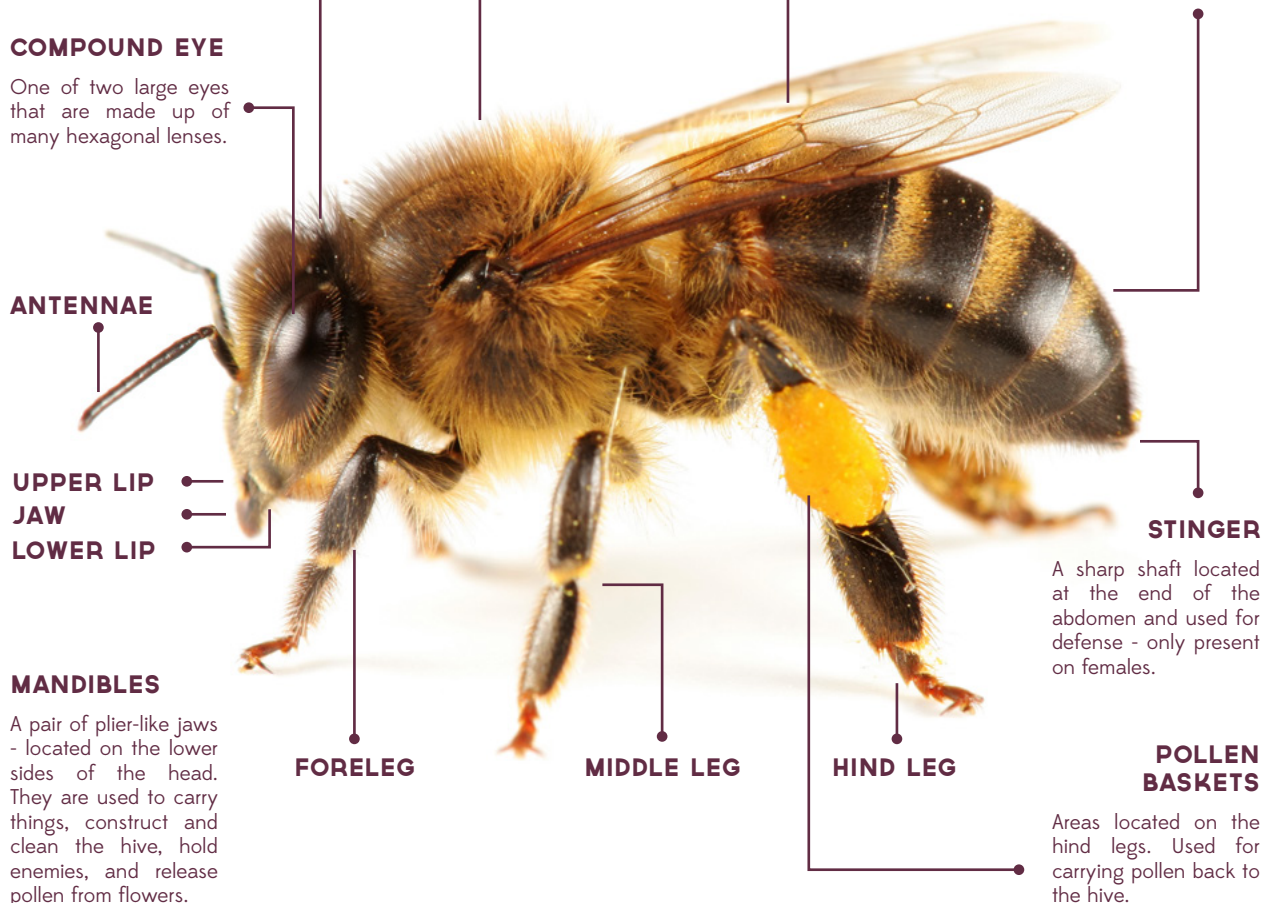 COMPOUND EYE
One of two large eyes
that are made up of
many hexagonal lenses.
ANTENNAE
UPPER LIP
JAW
LOWER LIP
MANDIBLES
A pair of plier-like jaws
- located on the lower
sides of the head.
They are used to carry
things, construct and
clean the hive, hold
enemies, and release
pollen from flowers.
FORELEG
MIDDLE LEG
HIND LEG
STINGER
A sharp shaft located
at the end of the
abdomen and used for
defense - only present
on females.
POLLEN
BASKETS
Areas located on the
hind legs. Used for
carrying pollen back to
the hive.